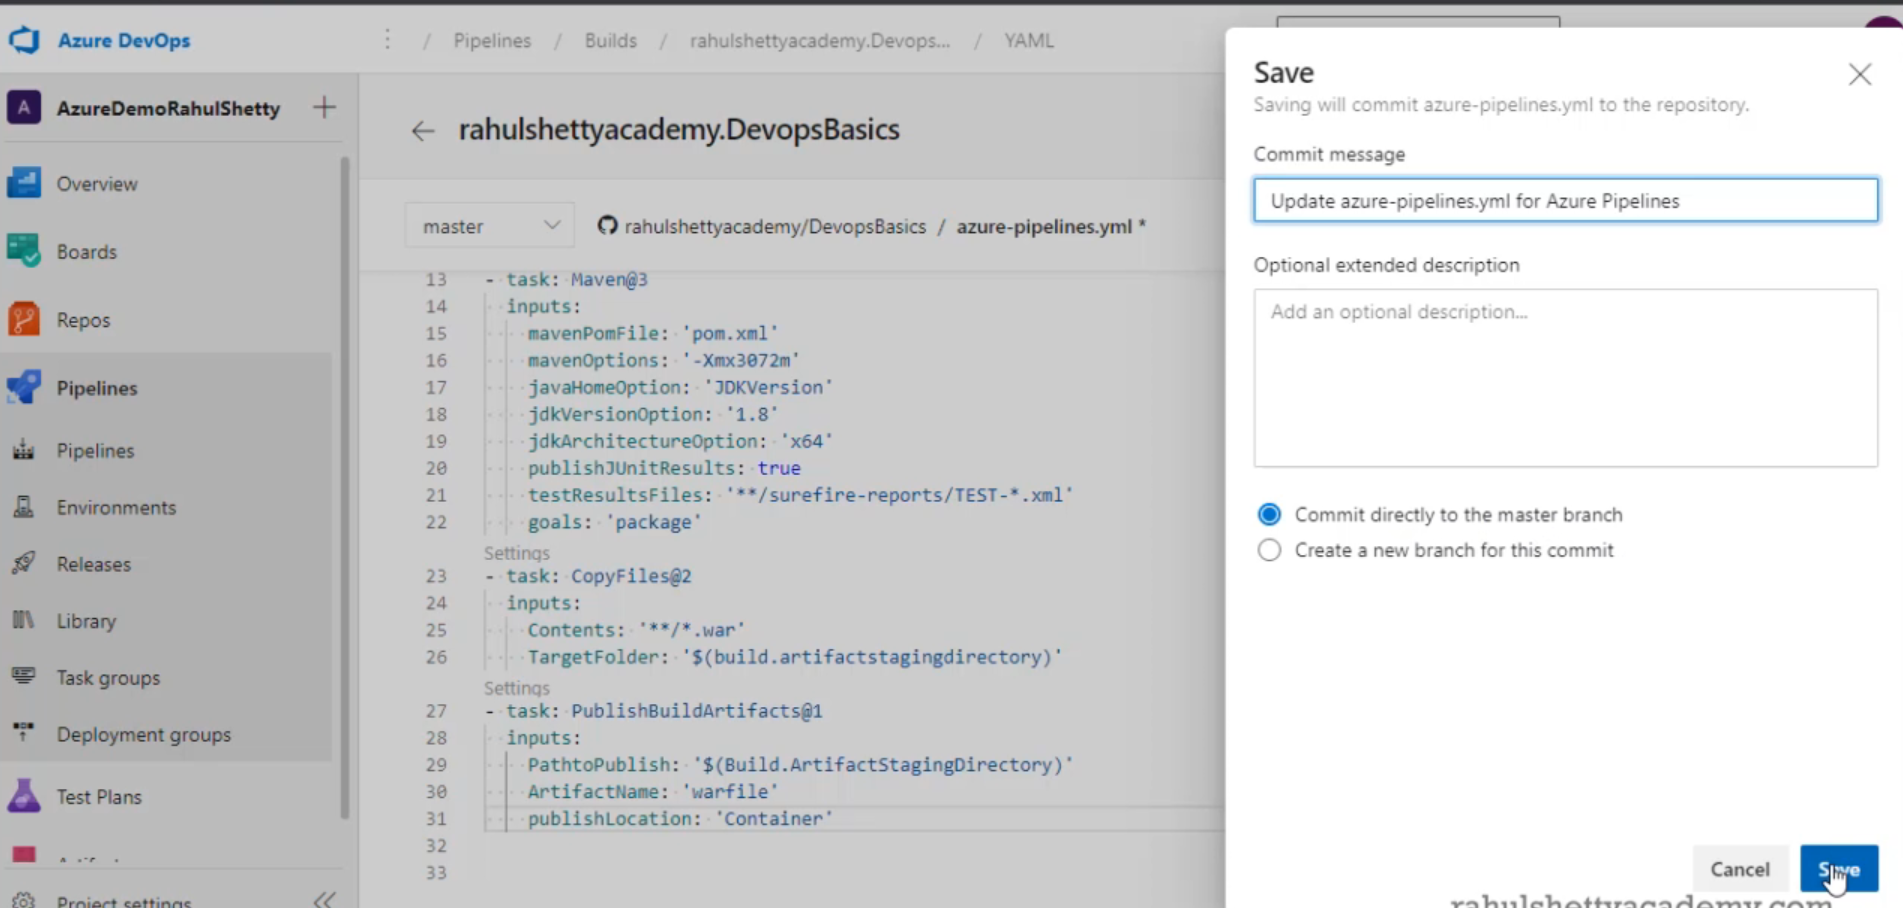 Azure DevOps
/ Pipelines / Builds / rahulshettyacademy.Devops... / YAML
A AzureDemoRahulShetty +
Overview
Boards
Repos
Pipelines
Pipelines
Environments
Releases
Library
Task groups
Deployment groups
Test Plans
Project settings
rahulshettyacademy.DevopsBasics
master
rahulshettyacademy/DevopsBasics / azure-pipelines.yml *
13 - task: Maven@3
14 inputs:
15 mavenPomFile: 'pom.xml'
16 mavenOptions: '-Xmx3072m'
17 javaHomeOption: 'JDKVersion'
18 jdkVersionOption: '1.8'
19 jdkArchitectureOption: 'x64'
20 publishJUnitResults: true
21 testResultsFiles: '**/surefire-reports/TEST-*.xml'
22 goals: 'package'
Settings
23 - task: CopyFiles@2
24 inputs:
25 Contents: '**/*.war'
26 TargetFolder: '$(build.artifactstagingdirectory)'
Settings
27 - task: PublishBuildArtifacts@1
28 inputs:
29 PathtoPublish: '$(Build.ArtifactStagingDirectory)'
30 ArtifactName: 'warfile'
31 publishLocation: 'Container'
32
33
Save
Saving will commit azure-pipelines.yml to the repository.
Commit message
Update azure-pipelines.yml for Azure Pipelines
Optional extended description
Add an optional description...
Commit directly to the master branch
Create a new branch for this commit
Cancel
Save
rahulshettyacademy.com